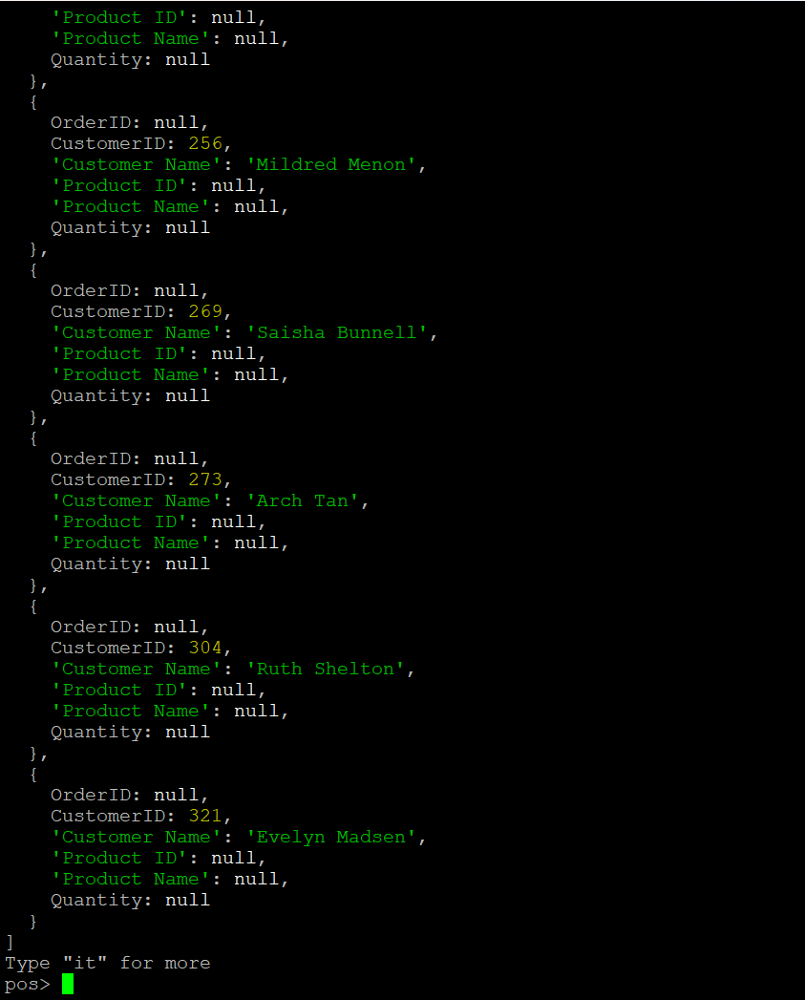 'Product ID': null,
    'Product Name': null,
    Quantity: null
  },
  {
    OrderID: null,
    CustomerID: 256,
    'Customer Name': 'Mildred Menon',
    'Product ID': null,
    'Product Name': null,
    Quantity: null
  },
  {
    OrderID: null,
    CustomerID: 269,
    'Customer Name': 'Saisha Bunnell',
    'Product ID': null,
    'Product Name': null,
    Quantity: null
  },
  {
    OrderID: null,
    CustomerID: 273,
    'Customer Name': 'Arch Tan',
    'Product ID': null,
    'Product Name': null,
    Quantity: null
  },
  {
    OrderID: null,
    CustomerID: 304,
    'Customer Name': 'Ruth Shelton',
    'Product ID': null,
    'Product Name': null,
    Quantity: null
  },
  {
    OrderID: null,
    CustomerID: 321,
    'Customer Name': 'Evelyn Madsen',
    'Product ID': null,
    'Product Name': null,
    Quantity: null
  }
]
Type "it" for more
pos>